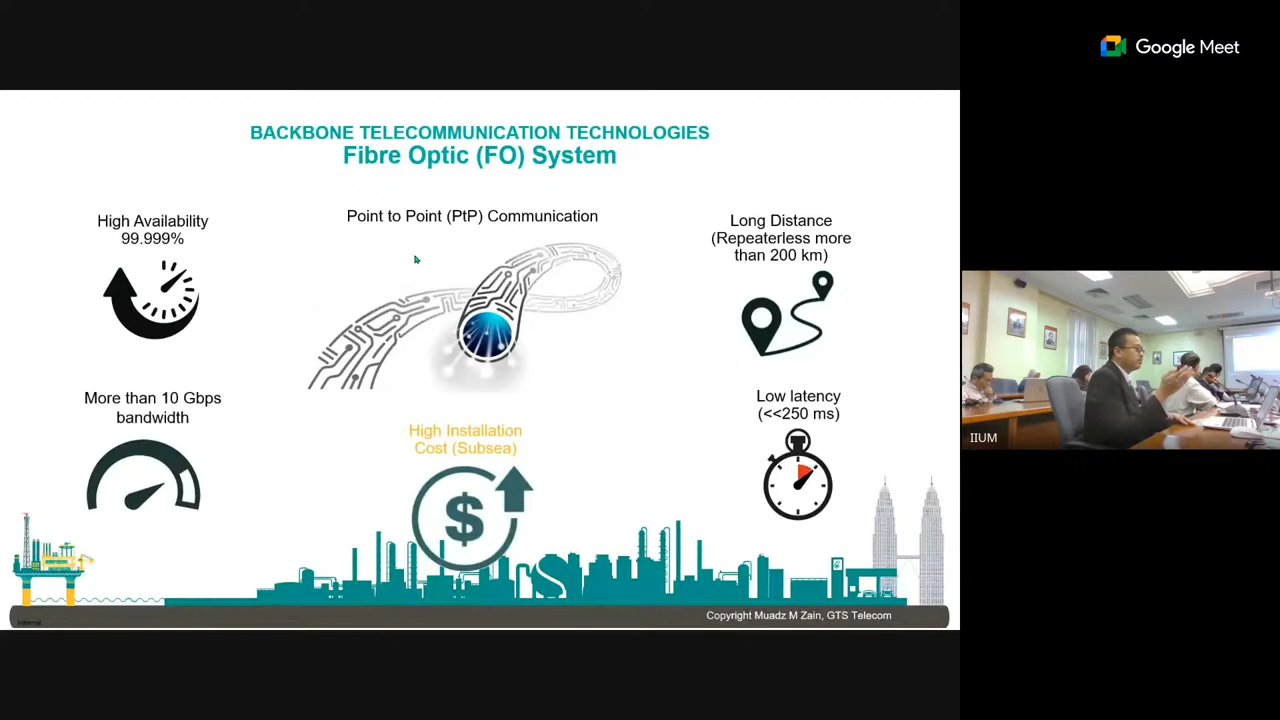 Google Meet
BACKBONE TELECOMMUNICATION TECHNOLOGIES
Fibre Optic (FO) System
High Availability
99.999%
Point to Point (PtP) Communication
Long Distance
(Repeaterless more
than 200 km)
More than 10 Gbps
bandwidth
High Installation
Cost (Subsea)
$
Low latency
(<<250 ms)
IIUM
Copyright Muadz M Zain, GTS Telecom
Internal